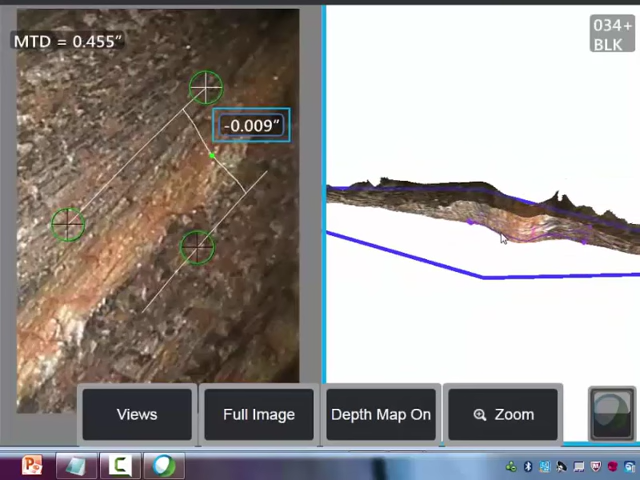 MTD = 0.455"
034+
BLK
-0.009"
Views
Full Image
Depth Map On
Zoom